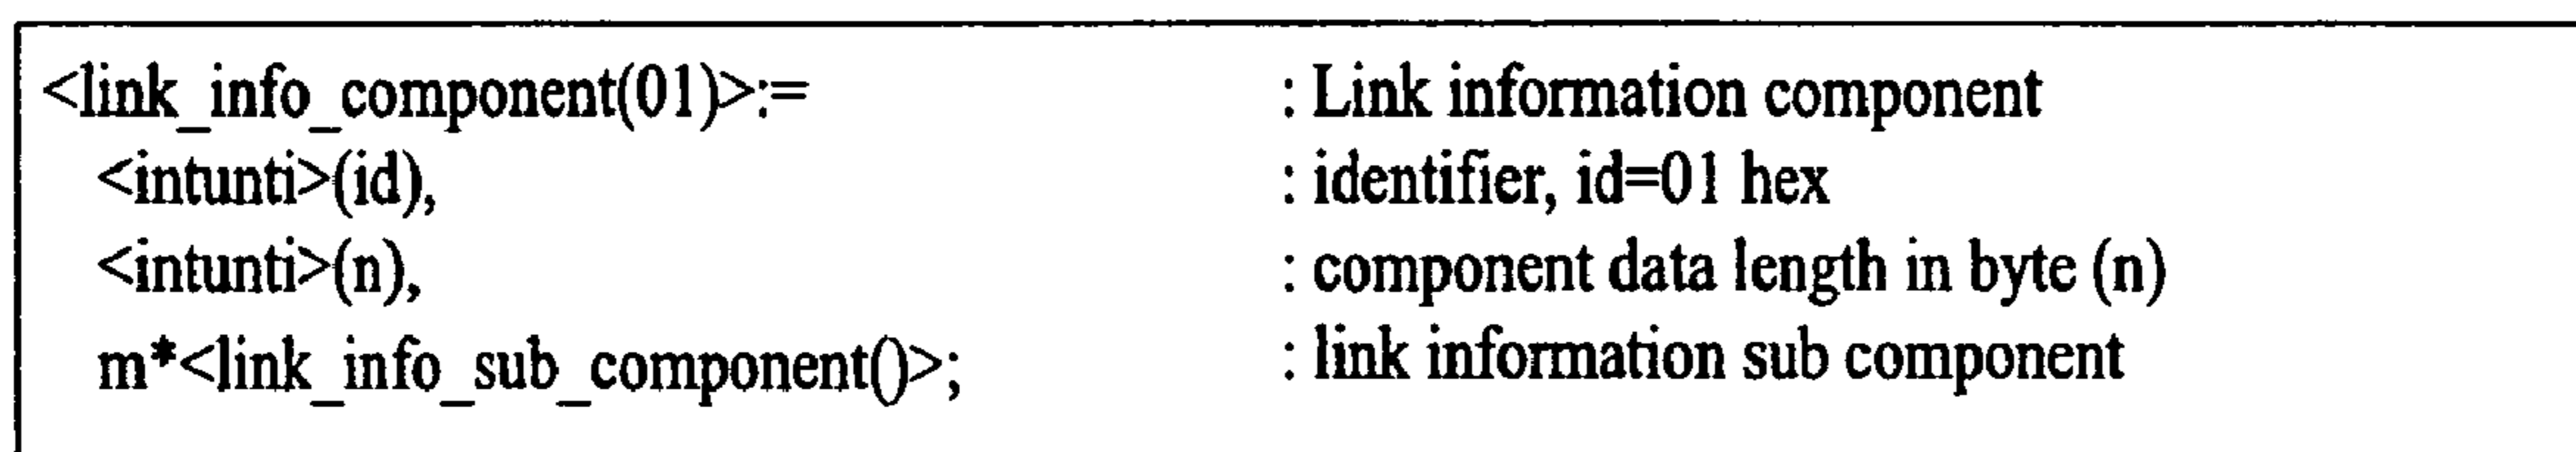 <link_info_component(01)>:= : Link information component
<intunti>(id), : identifier, id=01 hex
<intunti>(n), : component data length in byte (n)
m*<link_info_sub_component()>; : link information sub component